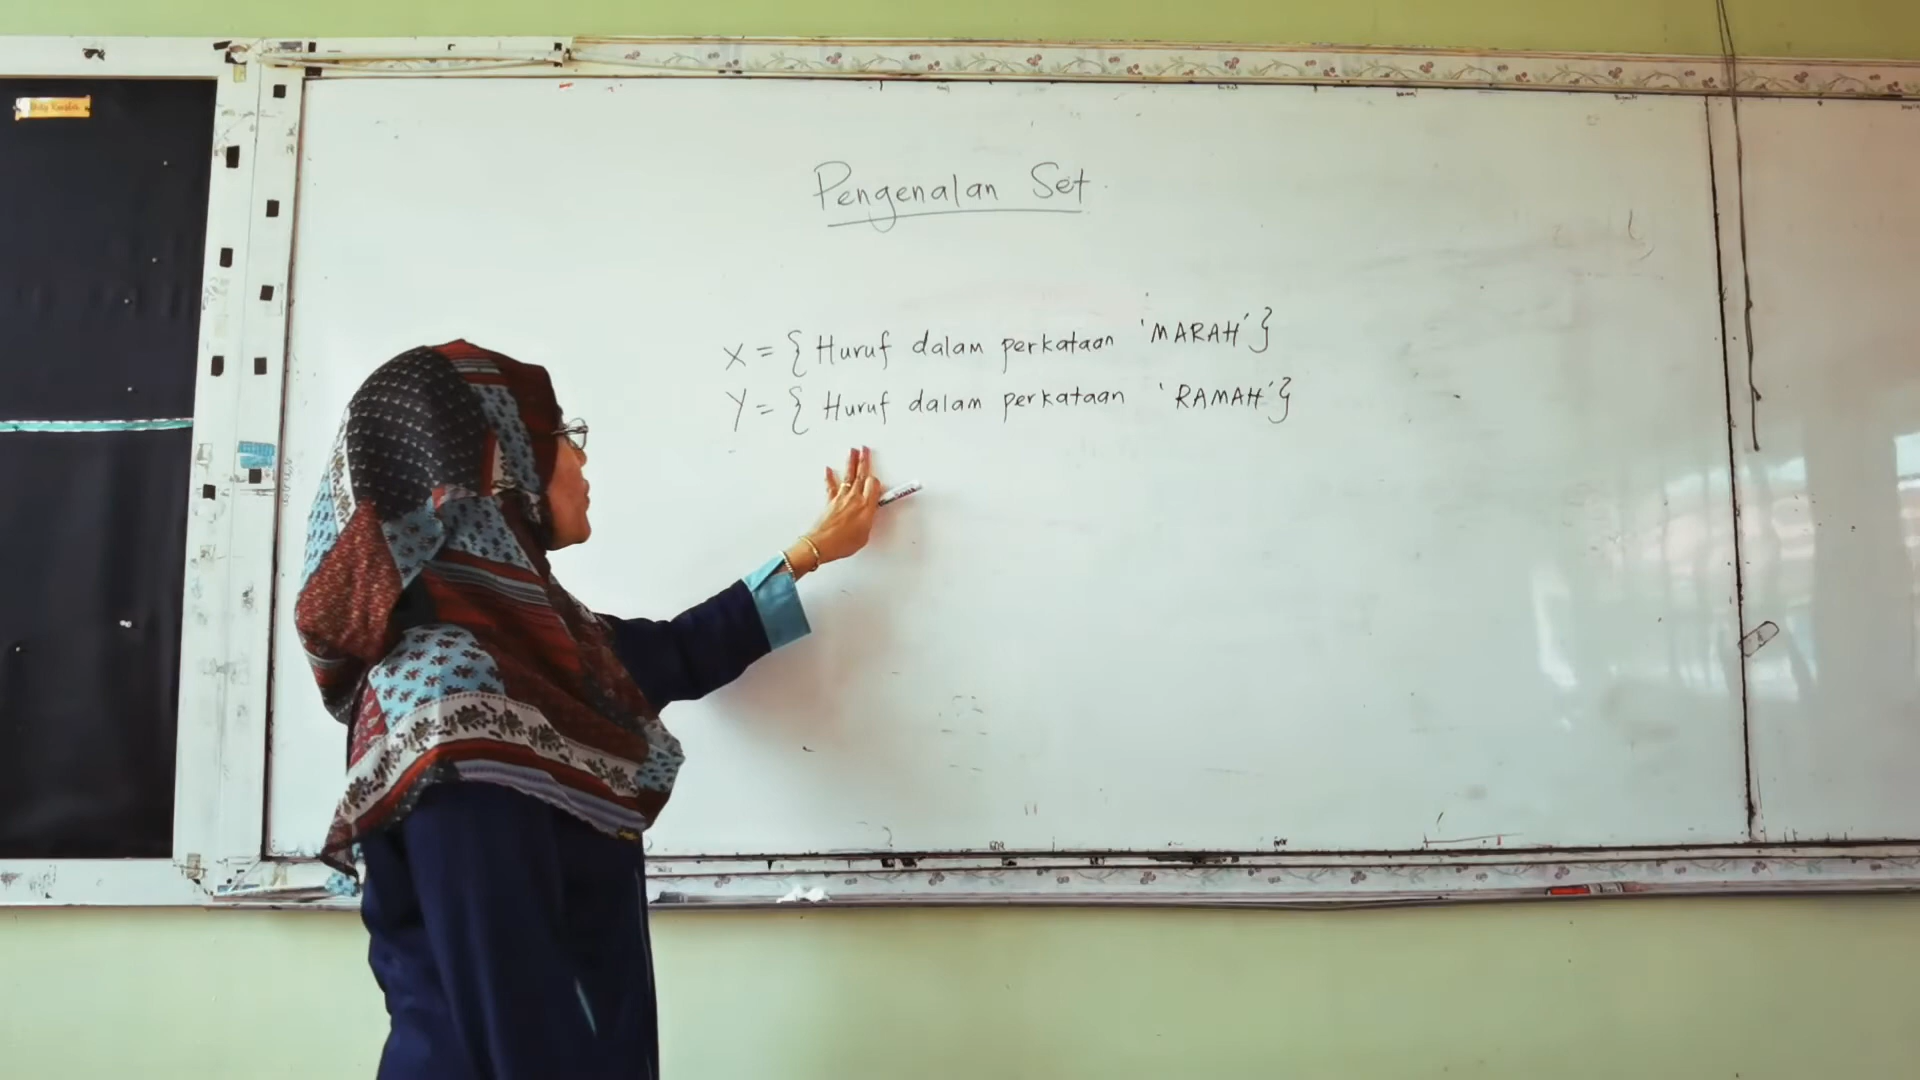 Pengenalan Set
X = { Huruf dalam perkataan 'MARAH' }
Y = { Huruf dalam perkataan 'RAMAH' }